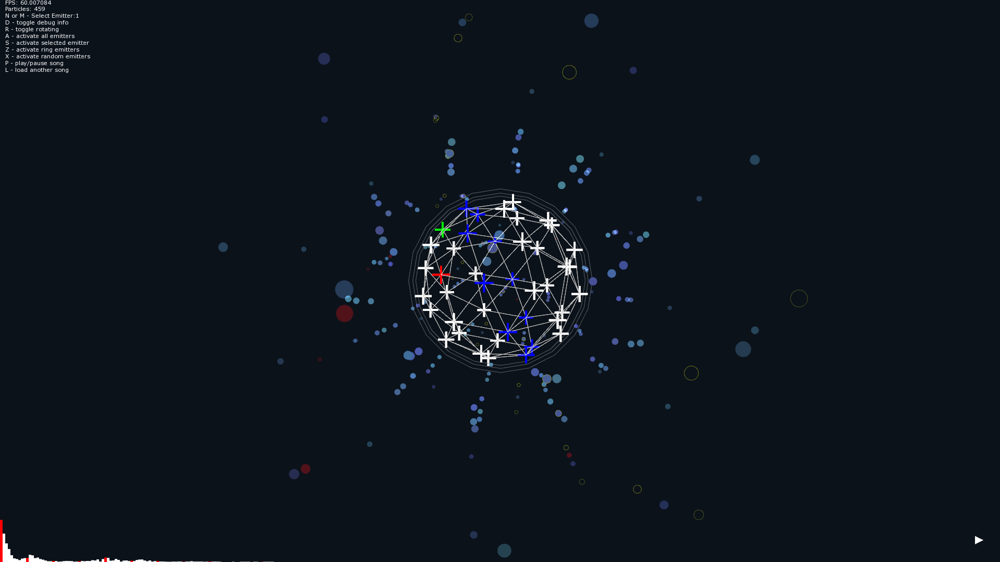 FPS: 60.007084
Particles: 459
N or M - Select Emitter:1
D - toggle debug info
R - toggle rotating
A - activate all emitters
S - activate selected emitter
Z - activate ring emitters
X - activate random emitters
P - play/pause song
L - load another song